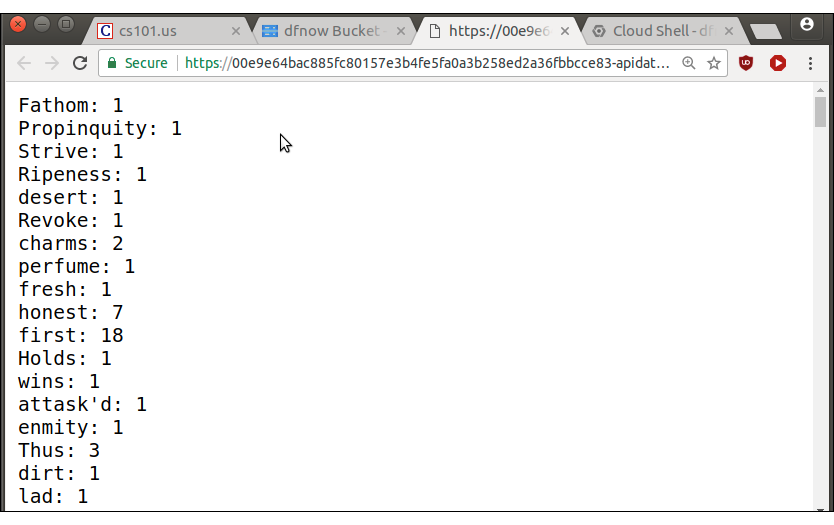 cs101.us
dfnow Bucket
https://00e9e6
Cloud Shell - df
Secure
https://00e9e64bac885fc80157e3b4fe5fa0a3b258ed2a36fbbcce83-apidat...
Fathom: 1
Propinquity: 1
Strive: 1
Ripeness: 1
desert: 1
Revoke: 1
charms: 2
perfume: 1
fresh: 1
honest: 7
first: 18
Holds: 1
wins: 1
attask'd: 1
enmity: 1
Thus: 3
dirt: 1
lad: 1